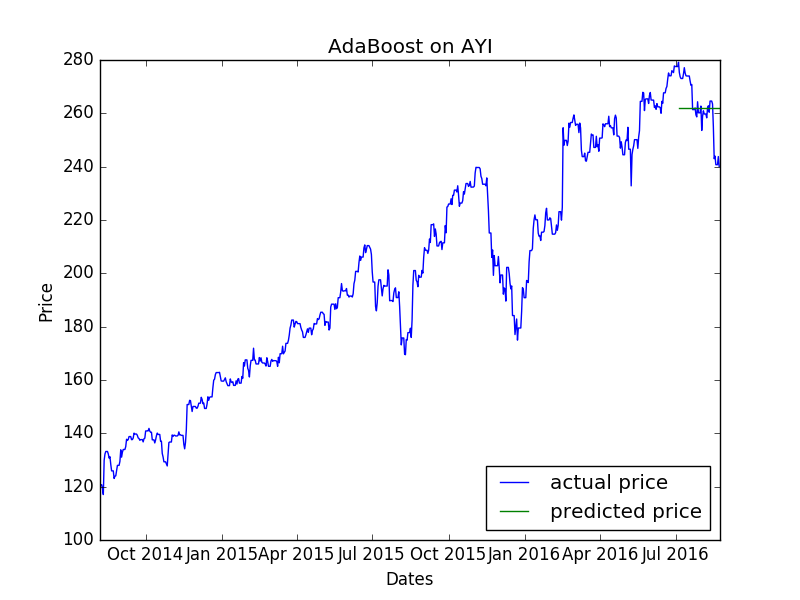 AdaBoost on AYI
280
260
240
220
200
180
160
140
120
100
Price
actual price
predicted price
Oct 2014 Jan 2015 Apr 2015 Jul 2015 Oct 2015 Jan 2016 Apr 2016 Jul 2016
Dates